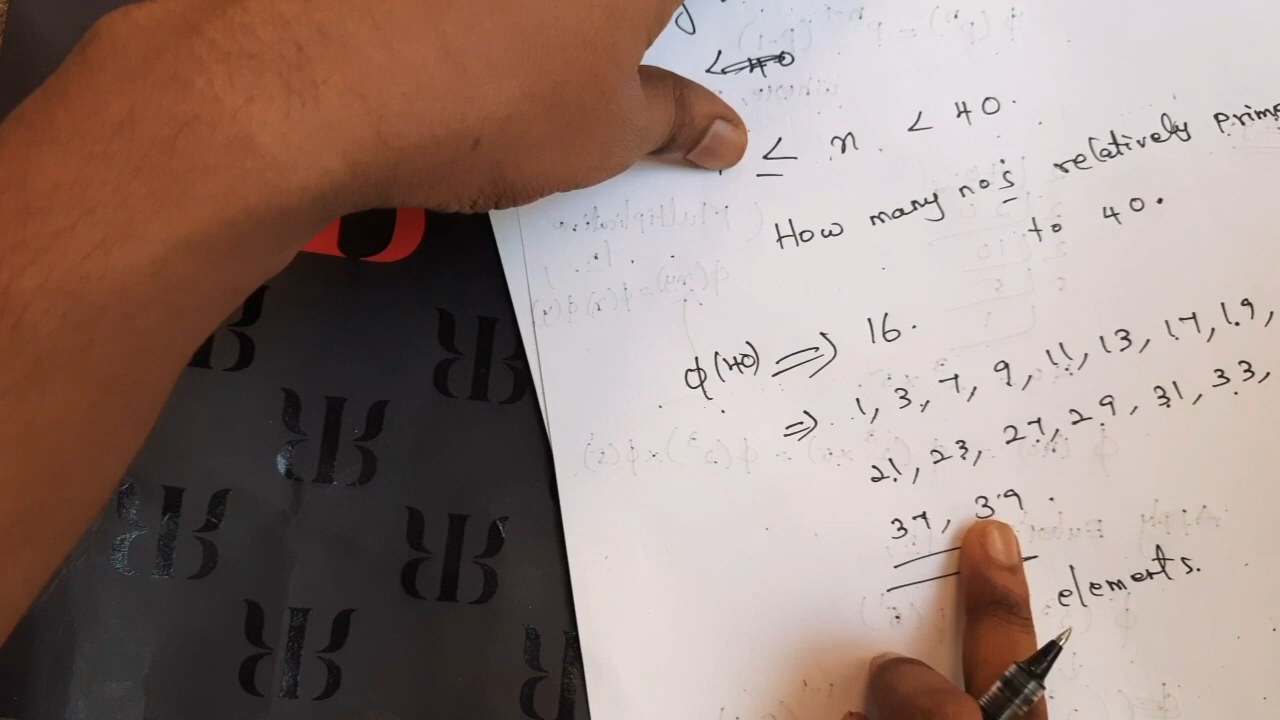 ≤ n < 40.
How many no's relatively prime
to 40.
ϕ(40) ⟹ 16.
⇒ 1, 3, 7, 9, 11, 13, 17, 19,
21, 23, 27, 29, 31, 33,
37, 39.
elements.